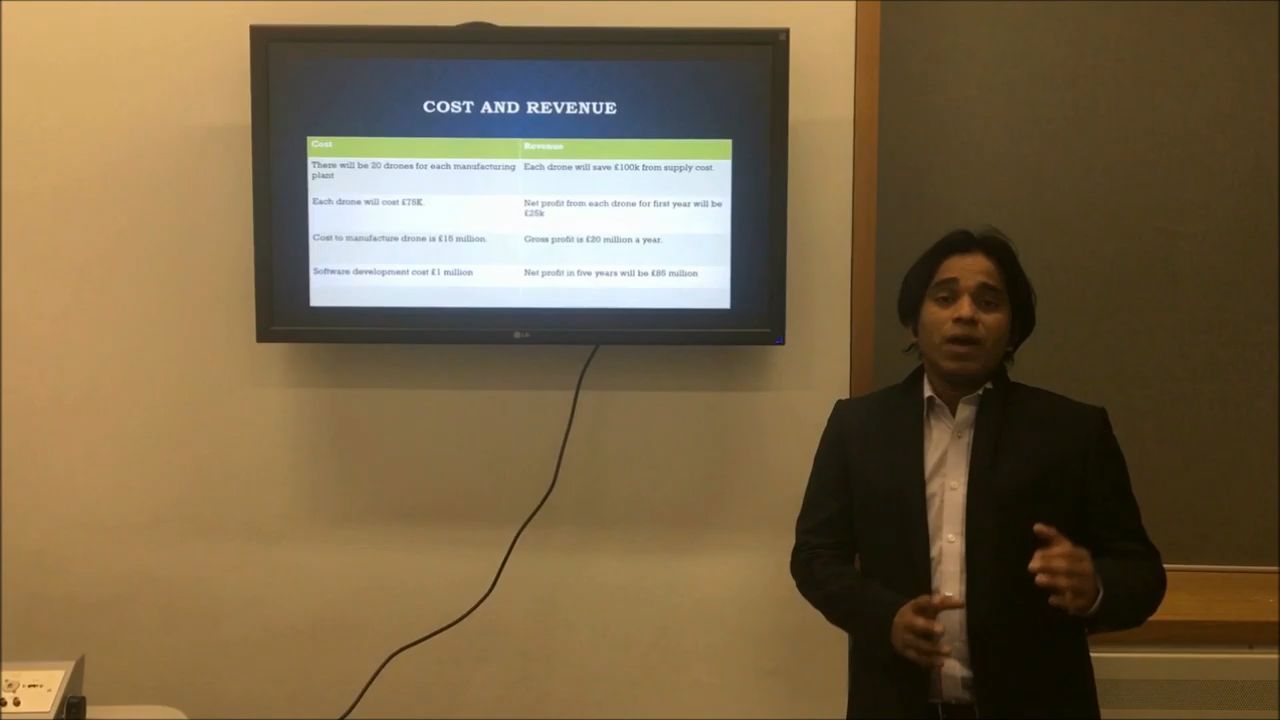 COST AND REVENUE
Cost
Revenue
There will be 20 drones for each manufacturing
plant
Each drone will save £100k from supply cost.
Each drone will cost £75K.
Net profit from each drone for first year will be
£25k
Cost to manufacture drone is £15 million.
Gross profit is £20 million a year.
Software development cost £1 million
Net profit in five years will be £85 million
LG